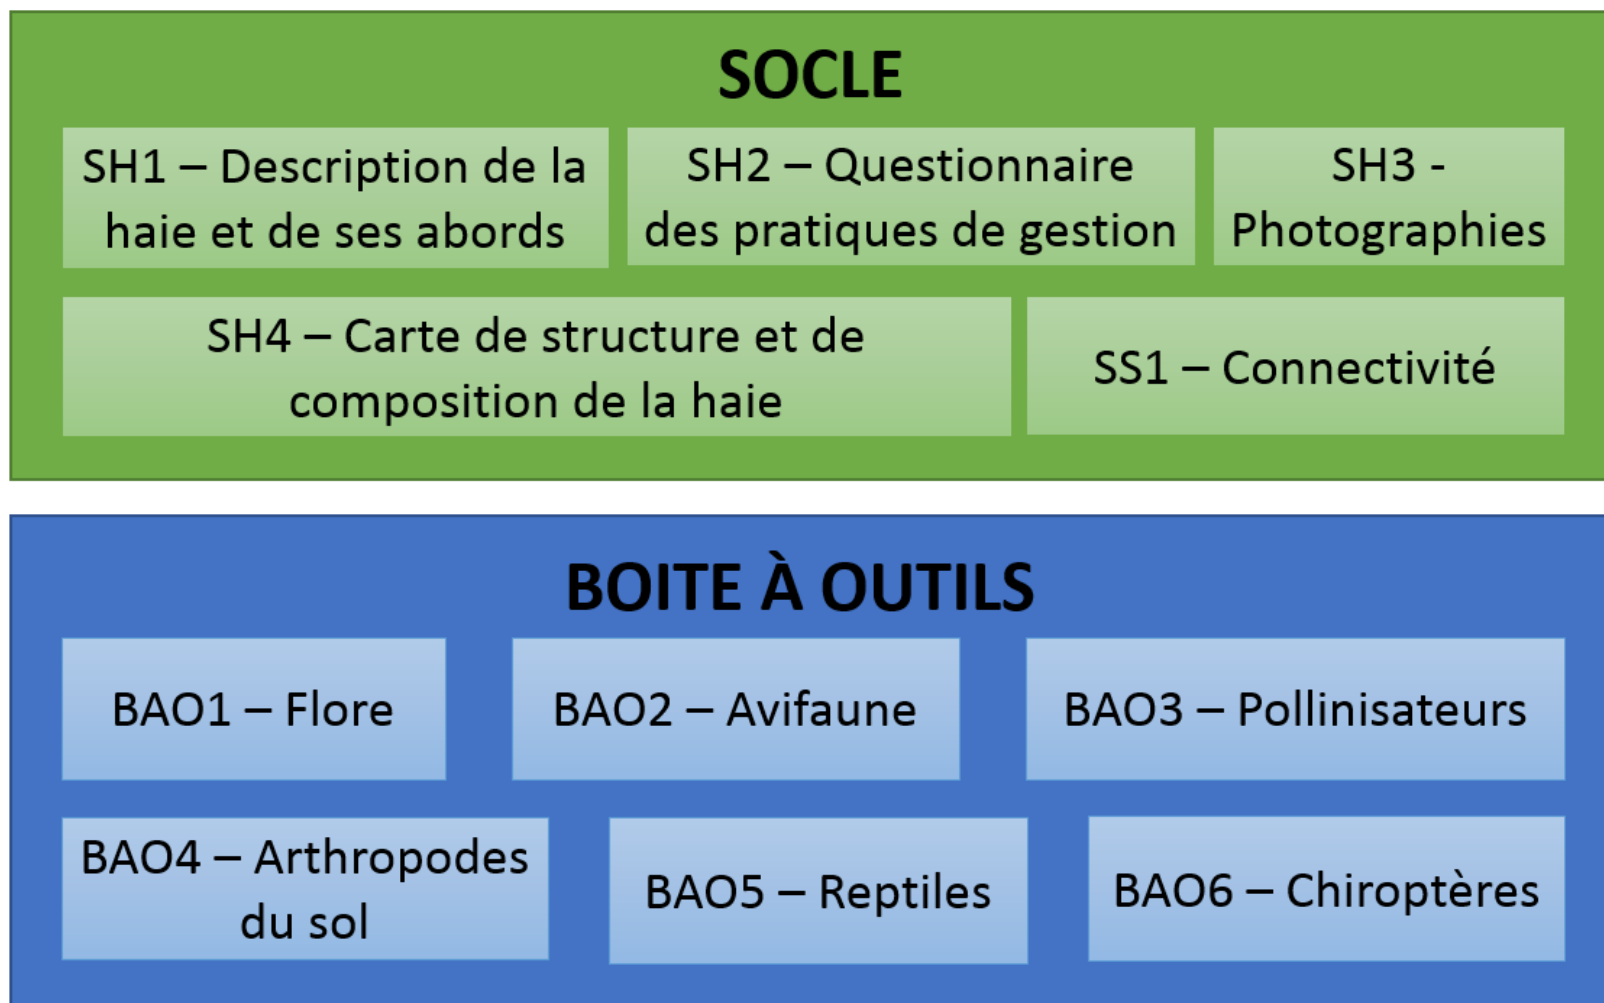 SOCLE
SH1 – Description de la
haie et de ses abords
SH2 – Questionnaire
des pratiques de gestion
SH3 -
Photographies
SH4 – Carte de structure et de
composition de la haie
SS1 – Connectivité
BOITE À OUTILS
BAO1 – Flore
BAO2 – Avifaune
BAO3 – Pollinisateurs
BAO4 – Arthropodes
du sol
BAO5 – Reptiles
BAO6 – Chiroptères